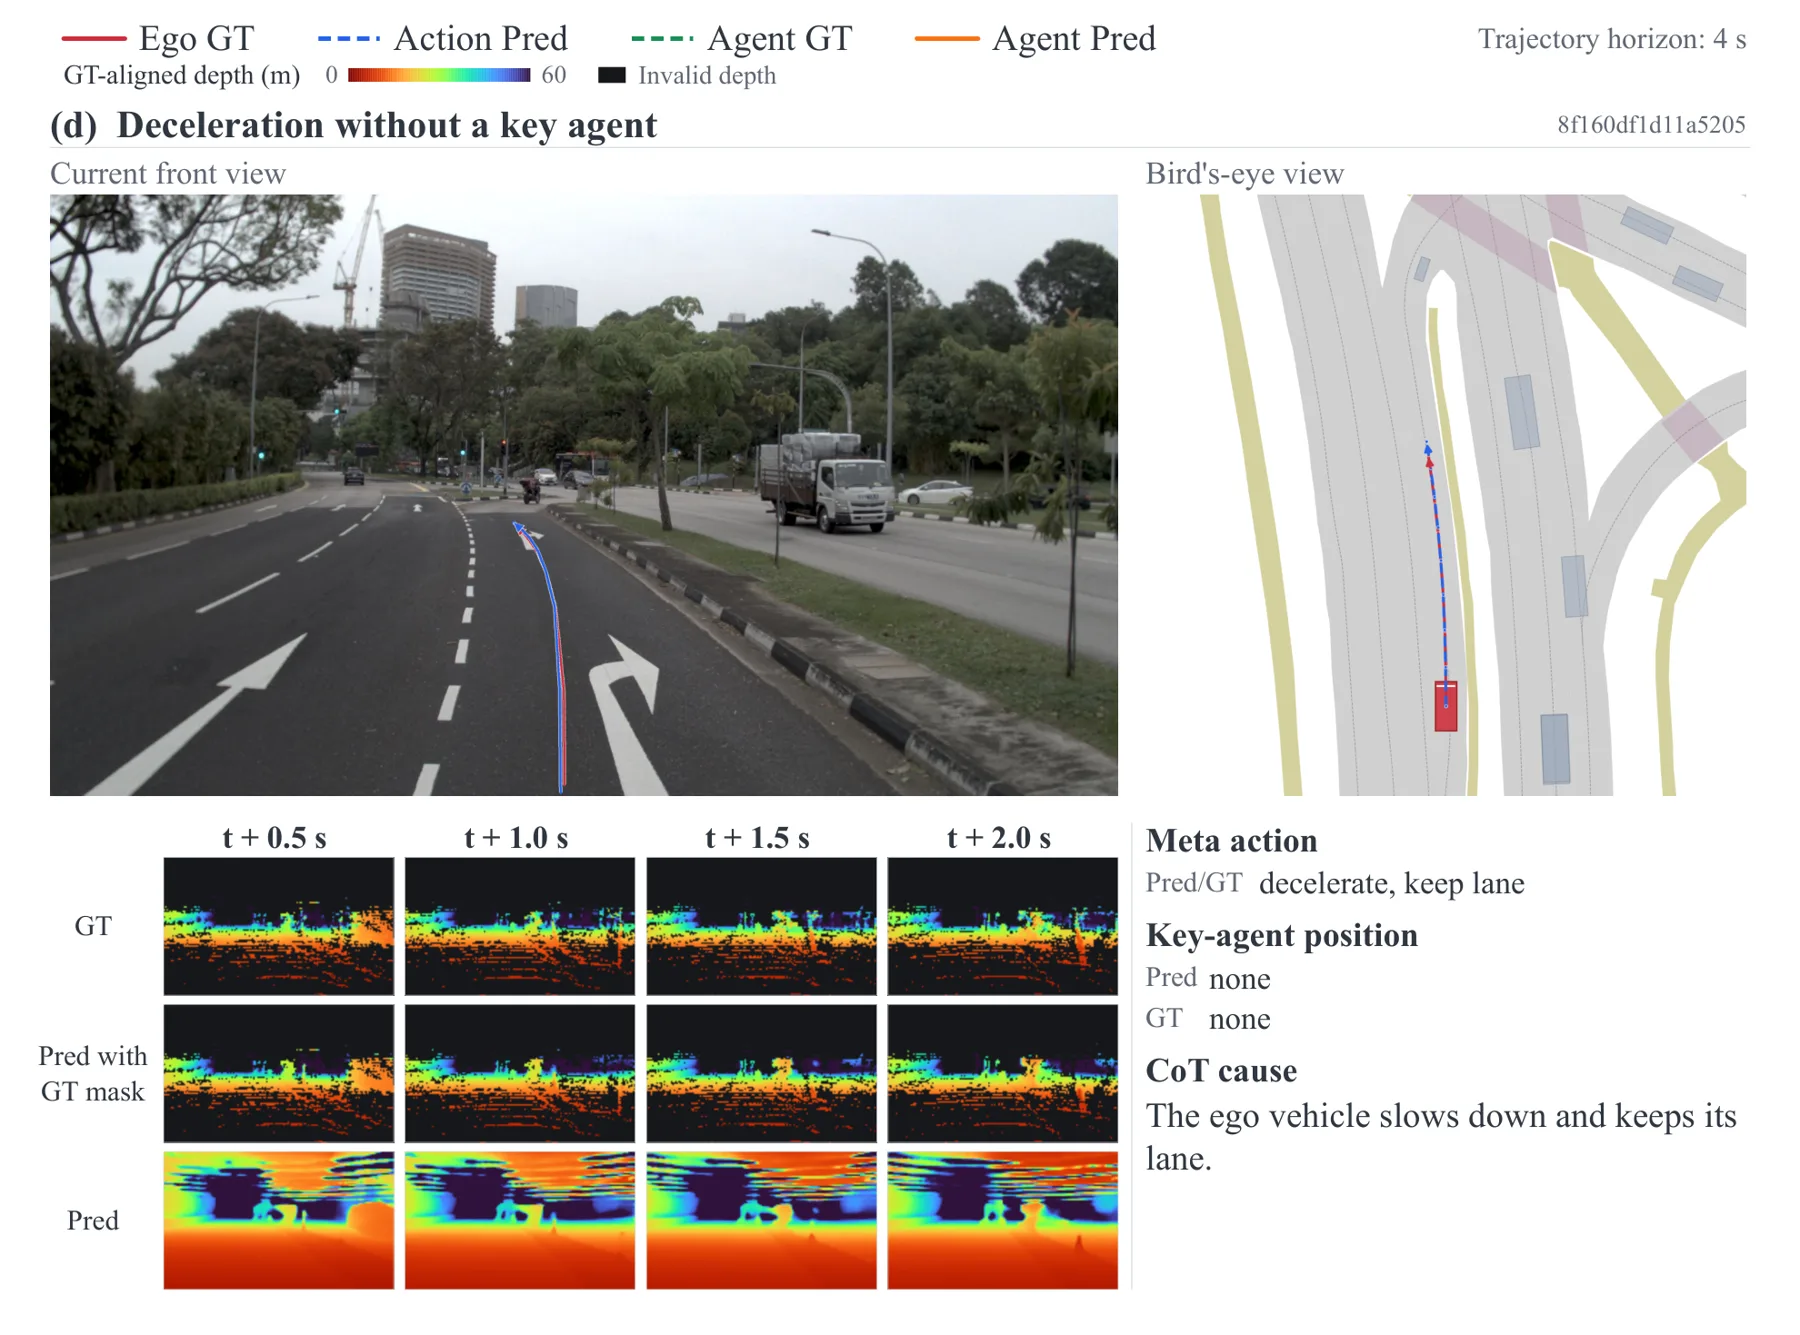 Ego GT
Action Pred
Agent GT
Agent Pred
Trajectory horizon: 4 s
GT-aligned depth (m)
0
60
Invalid depth
(d) Deceleration without a key agent
8f160df1d11a5205
Current front view
Bird's-eye view
t + 0.5 s
t + 1.0 s
t + 1.5 s
t + 2.0 s
GT
Pred with
GT mask
Pred
Meta action
Pred/GT decelerate, keep lane
Key-agent position
Pred none
GT none
CoT cause
The ego vehicle slows down and keeps its
lane.